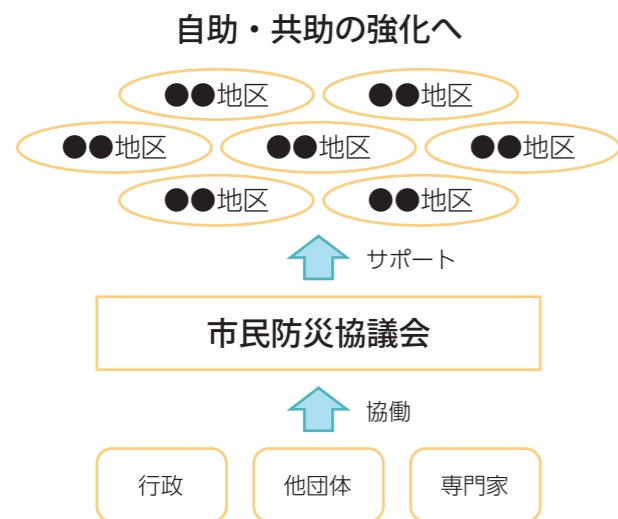 自助・共助の強化へ
●●地区 ●●地区
●●地区 ●●地区 ●●地区
●●地区 ●●地区
サポート
市民防災協議会
協働
行政 他団体 専門家